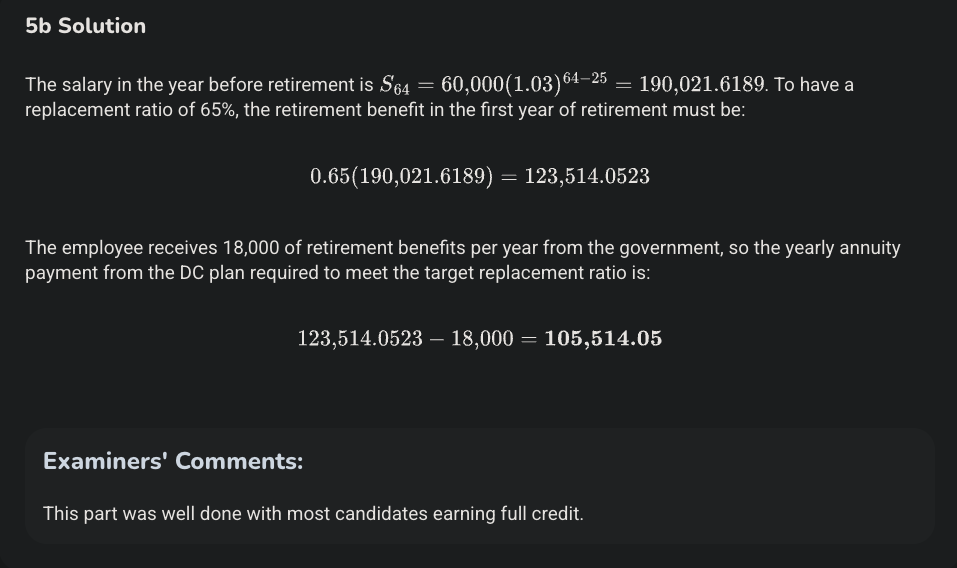 5b Solution
The salary in the year before retirement is S₆₄ = 60,000(1.03)⁶⁴⁻²⁵ = 190,021.6189. To have a
replacement ratio of 65%, the retirement benefit in the first year of retirement must be:
0.65(190,021.6189) = 123,514.0523
The employee receives 18,000 of retirement benefits per year from the government, so the yearly annuity
payment from the DC plan required to meet the target replacement ratio is:
123,514.0523 − 18,000 = 105,514.05
Examiners' Comments:
This part was well done with most candidates earning full credit.